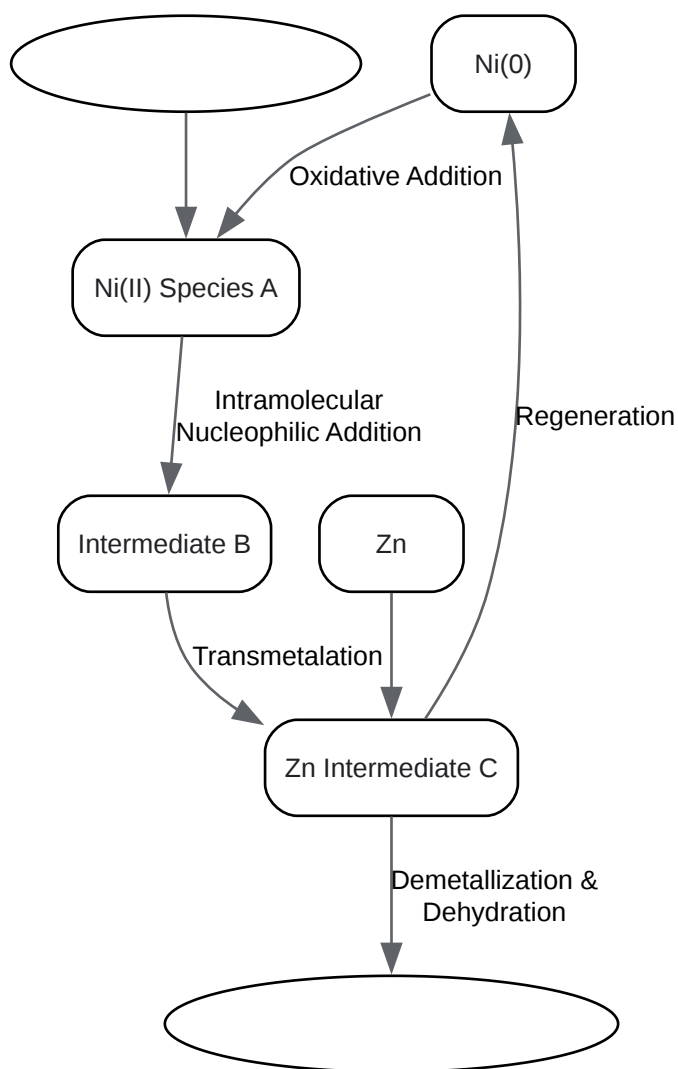 Ni(0)
Oxidative Addition
Ni(II) Species A
Intramolecular
Nucleophilic Addition
Regeneration
Intermediate B
Zn
Transmetalation
Zn Intermediate C
Demetallization &
Dehydration